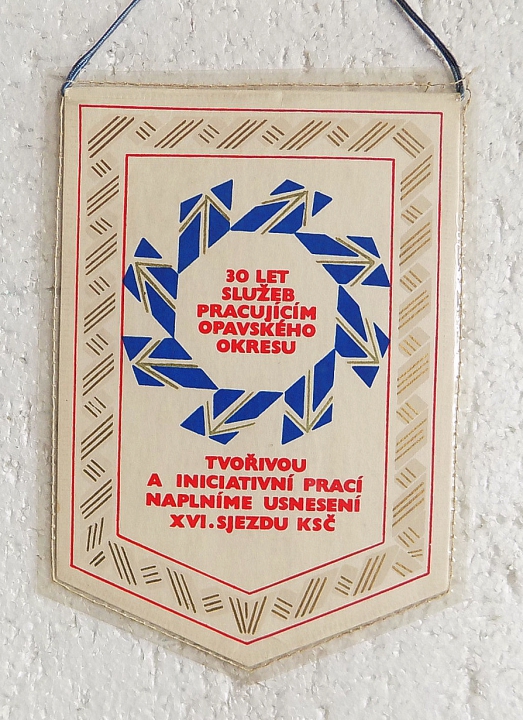 30 LET
SLUŽEB
PRACUJÍCÍM
OPAVSKÉHO
OKRESU
TVOŘIVOU
A INICIATIVNÍ PRACÍ
NAPLNÍME USNESENÍ
XVI. SJEZDU KSČ